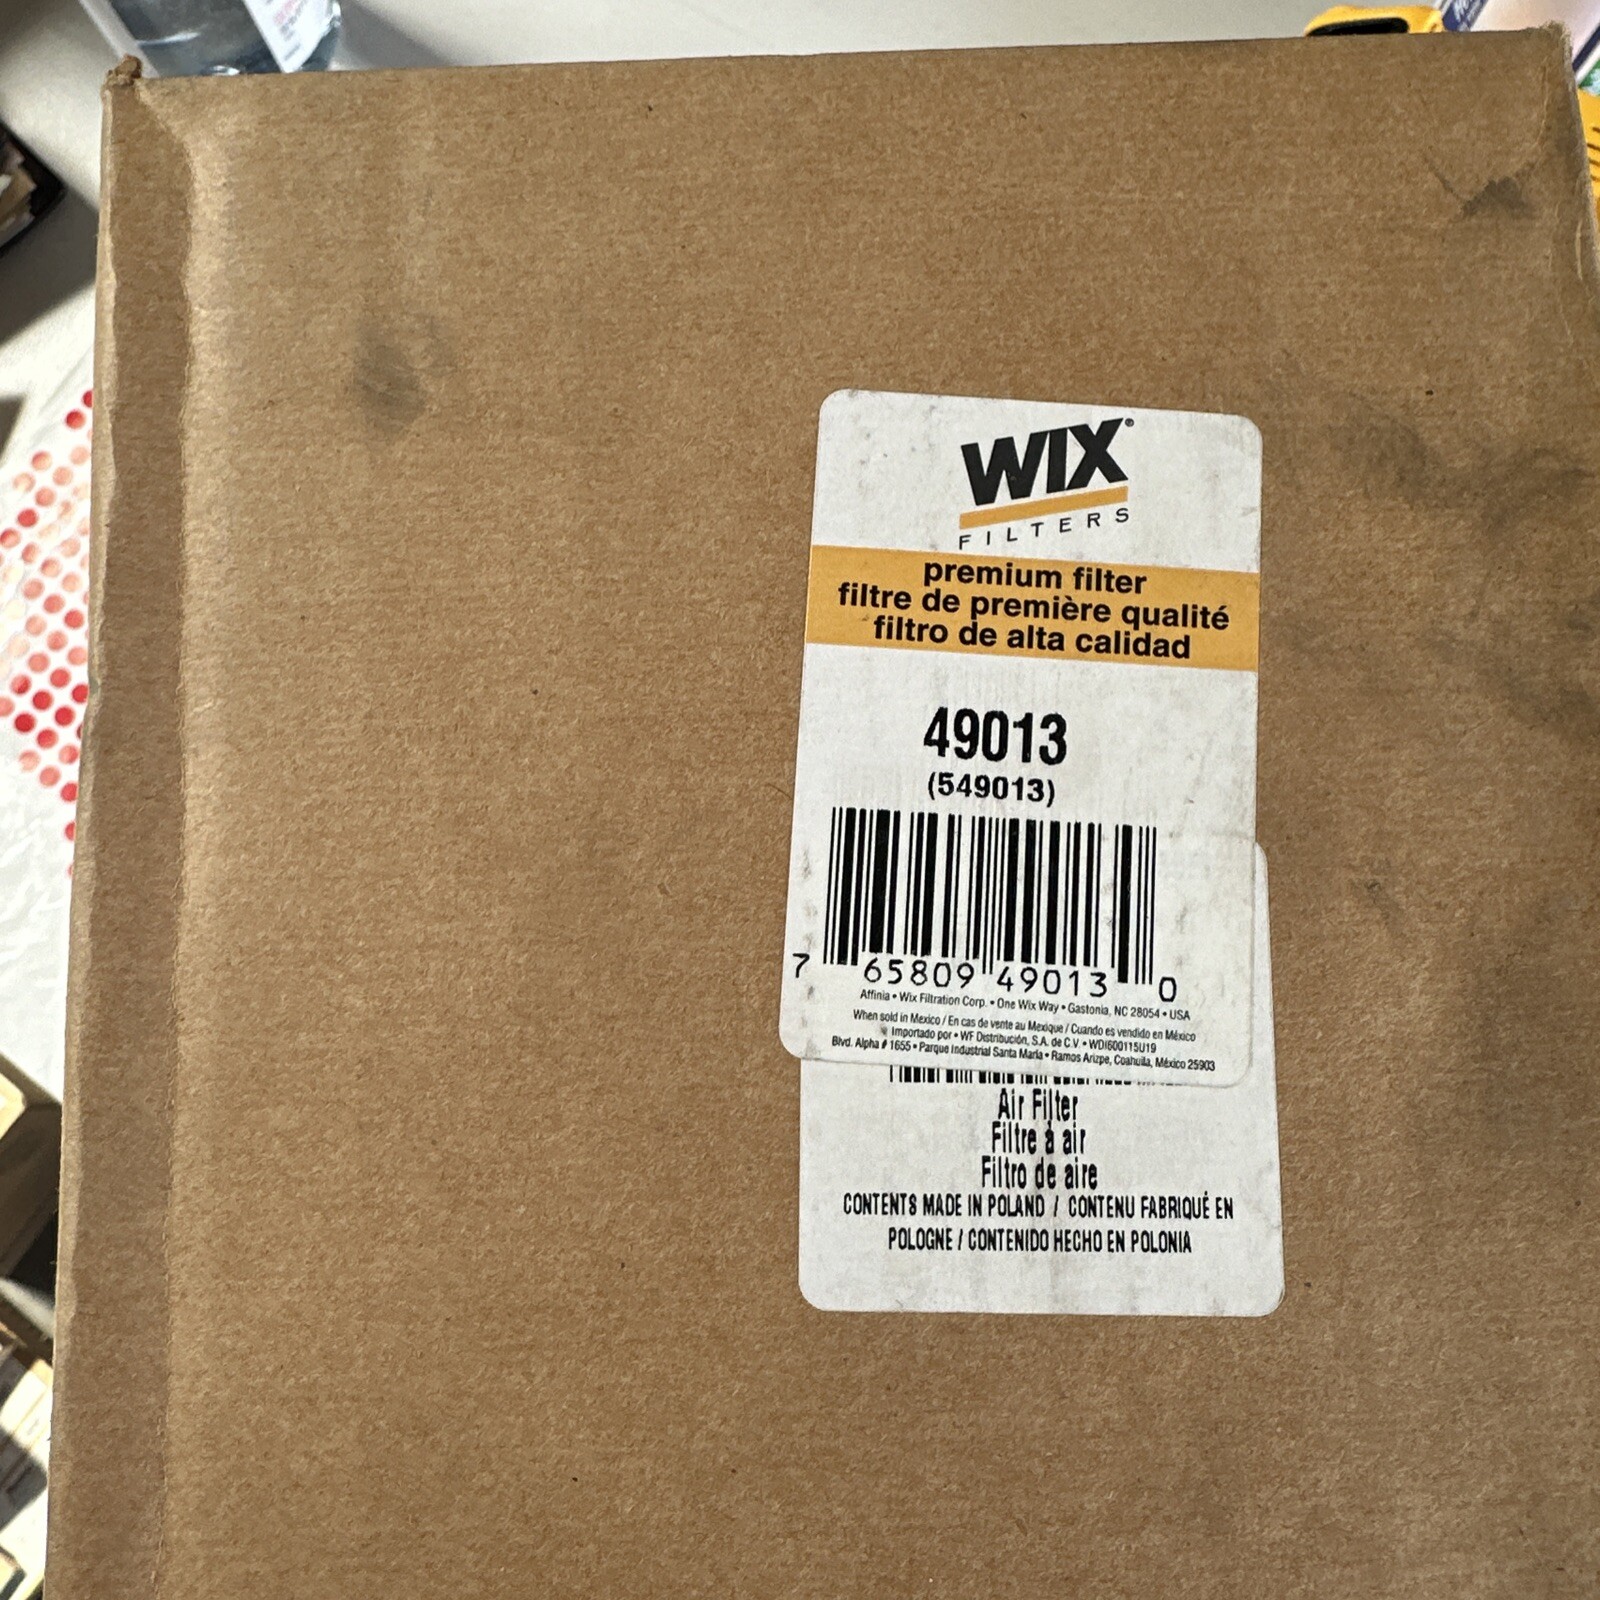 WIX®
FILTERS
premium filter
filtre de première qualité
filtro de alta calidad
49013
(549013)
7 65809 49013 0
Affinia • Wix Filtration Corp. • One Wix Way • Gastonia, NC 28054 • USA
When sold in Mexico / En cas de vente au Mexique / Cuando es vendido en México
Importado por • WF Distribución, S.A. de C.V. • WDI600115U19
Blvd. Alpha # 1655 • Parque Industrial Santa María • Ramos Arizpe, Coahuila, México 25903
Air Filter
Filtre à air
Filtro de aire
CONTENTS MADE IN POLAND / CONTENU FABRIQUÉ EN
POLOGNE / CONTENIDO HECHO EN POLONIA